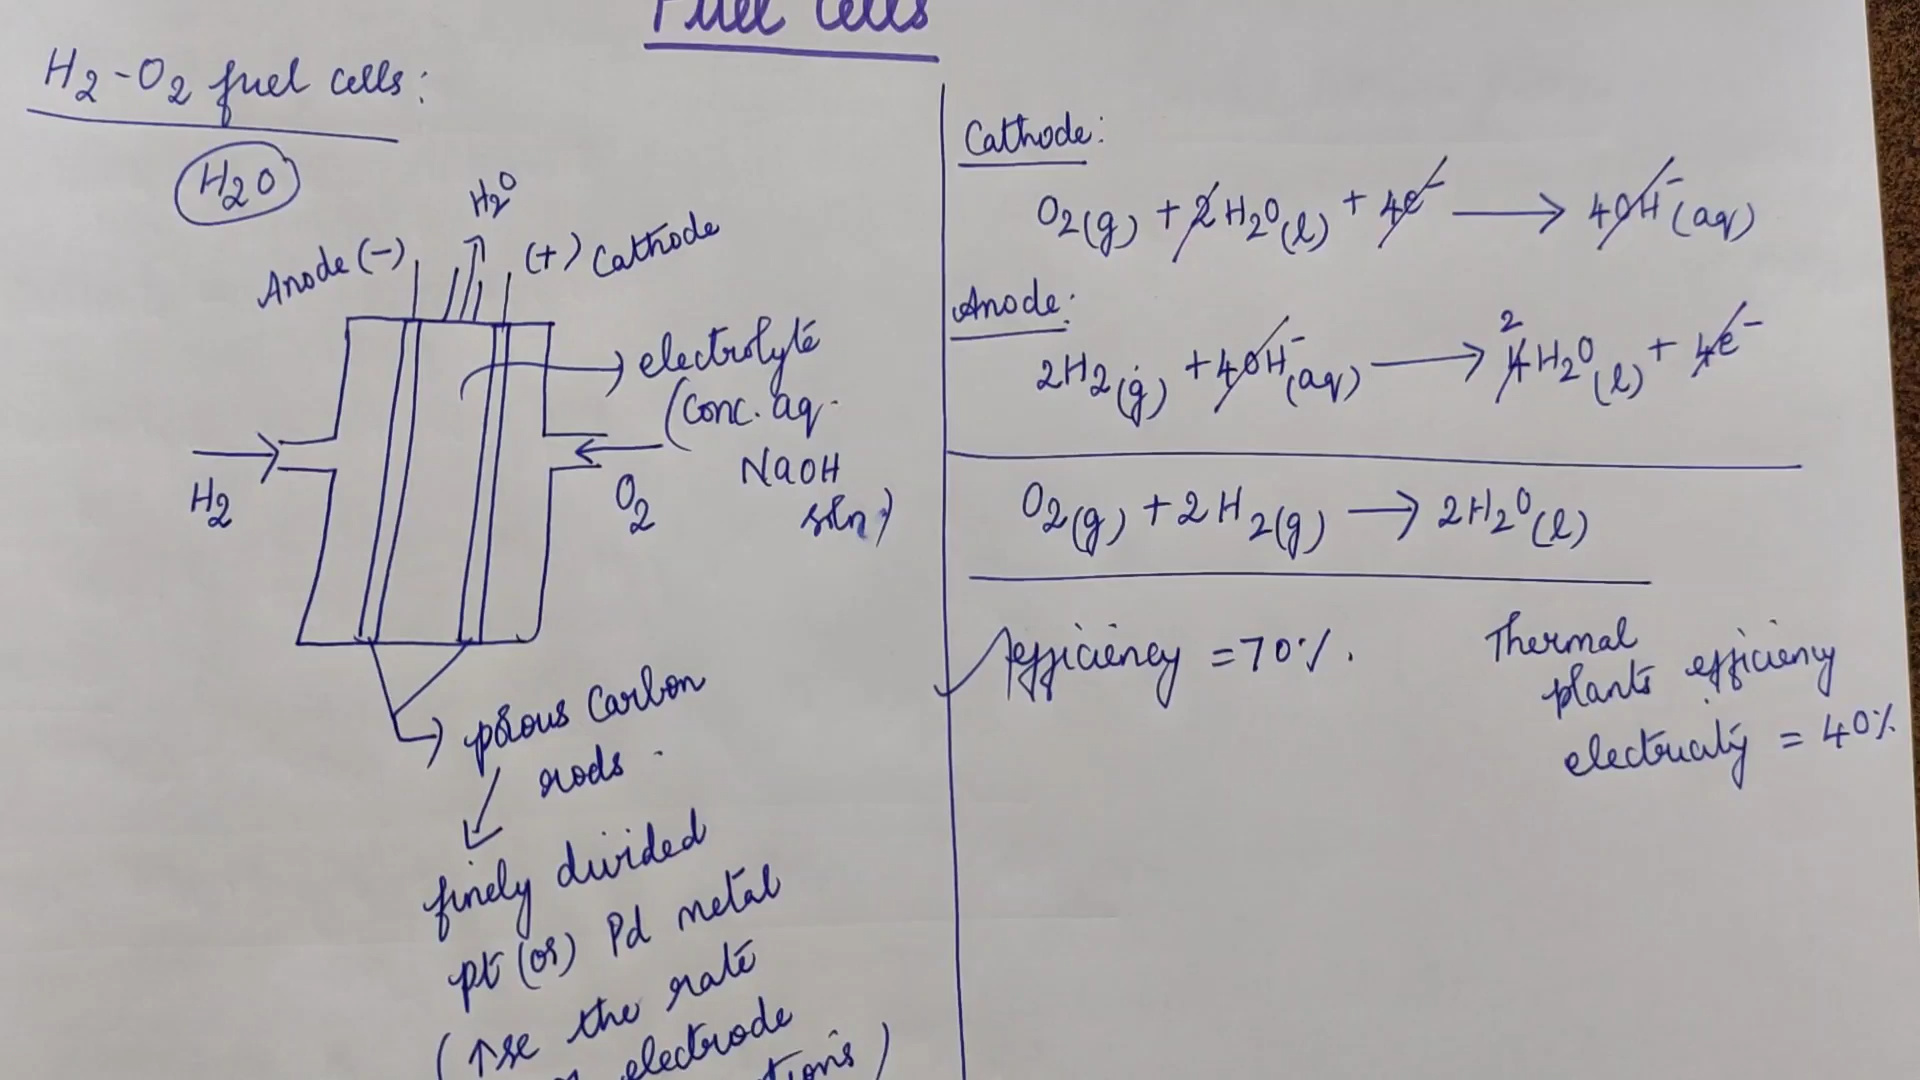 Fuel cells
H2-O2 fuel cells:
H2O
H2O
Anode (-)
(+) Cathode
electrolyte
(Conc. aq.
NaOH
soln)
H2
O2
porous Carbon
rods.
finely divided
pt (or) Pd metal
(↑se the rate
electrode
Cathode:
O2(g) + 2H2O(l) + 4e- → 4OH-(aq)
Anode:
2H2(g) + 4OH-(aq) → 2 4H2O(l) + 4e-
O2(g) + 2H2(g) → 2H2O(l)
efficiency = 70%.
Thermal
plants efficiency
electricity = 40%